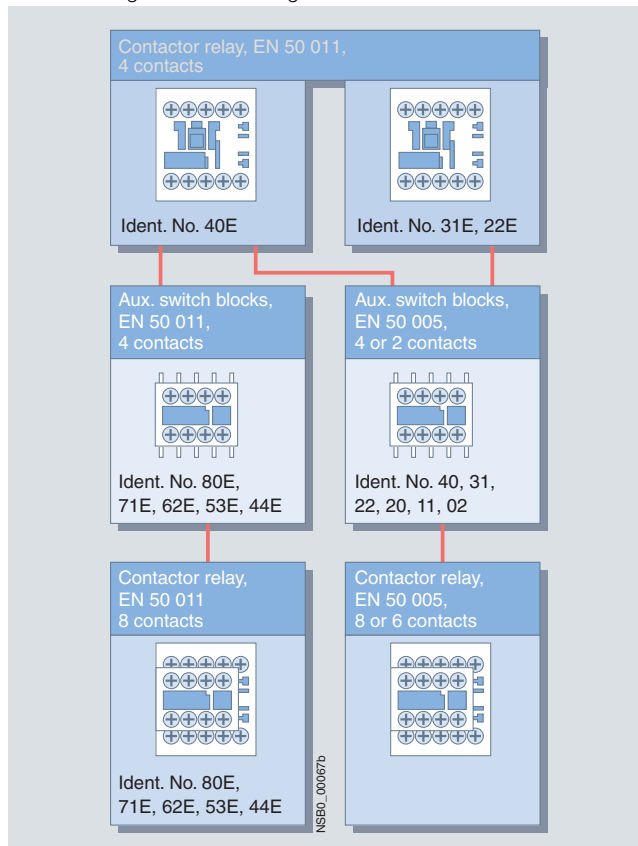 Contactor relay, EN 50 011,
4 contacts
Ident. No. 40E
Ident. No. 31E, 22E
Aux. switch blocks,
EN 50 011,
4 contacts
Aux. switch blocks,
EN 50 005,
4 or 2 contacts
Ident. No. 80E,
71E, 62E, 53E, 44E
Ident. No. 40, 31,
22, 20, 11, 02
Contactor relay,
EN 50 011
8 contacts
Contactor relay,
EN 50 005,
8 or 6 contacts
Ident. No. 80E,
71E, 62E, 53E, 44E
NSB0_00067b